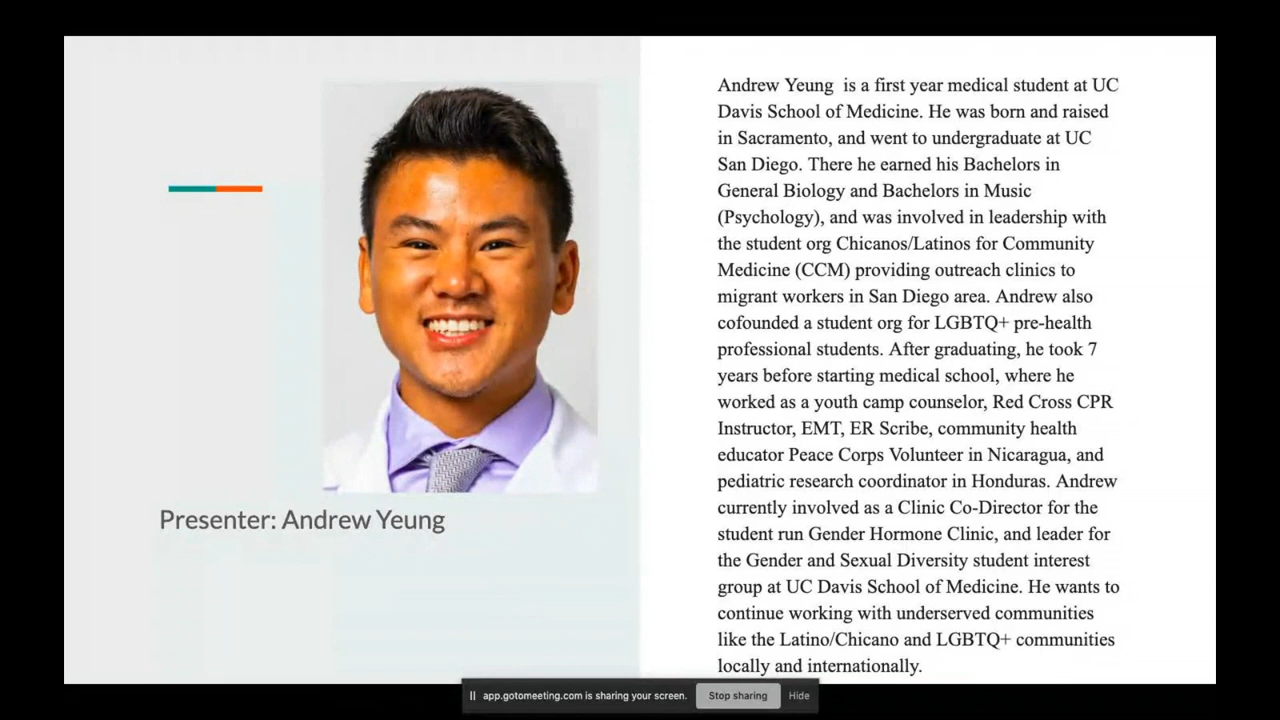 Presenter: Andrew Yeung
Andrew Yeung is a first year medical student at UC
Davis School of Medicine. He was born and raised
in Sacramento, and went to undergraduate at UC
San Diego. There he earned his Bachelors in
General Biology and Bachelors in Music
(Psychology), and was involved in leadership with
the student org Chicanos/Latinos for Community
Medicine (CCM) providing outreach clinics to
migrant workers in San Diego area. Andrew also
cofounded a student org for LGBTQ+ pre-health
professional students. After graduating, he took 7
years before starting medical school, where he
worked as a youth camp counselor, Red Cross CPR
Instructor, EMT, ER Scribe, community health
educator Peace Corps Volunteer in Nicaragua, and
pediatric research coordinator in Honduras. Andrew
currently involved as a Clinic Co-Director for the
student run Gender Hormone Clinic, and leader for
the Gender and Sexual Diversity student interest
group at UC Davis School of Medicine. He wants to
continue working with underserved communities
like the Latino/Chicano and LGBTQ+ communities
locally and internationally.
app.gotomeeting.com is sharing your screen. Stop sharing Hide